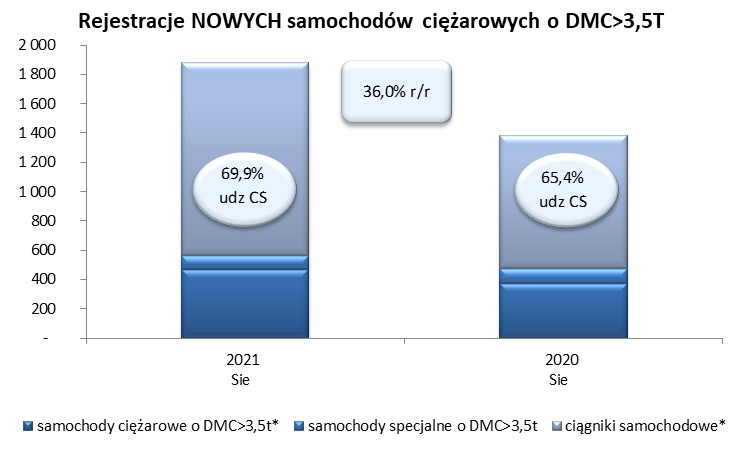 Rejestracje NOWYCH samochodów ciężarowych o DMC>3,5T
2 000
1 800
1 600
1 400
1 200
1 000
800
600
400
200
-
36,0% r/r
69,9%
udz CS
65,4%
udz CS
2021
Sie
2020
Sie
samochody ciężarowe o DMC>3,5t*
samochody specjalne o DMC>3,5t
ciągniki samochodowe*